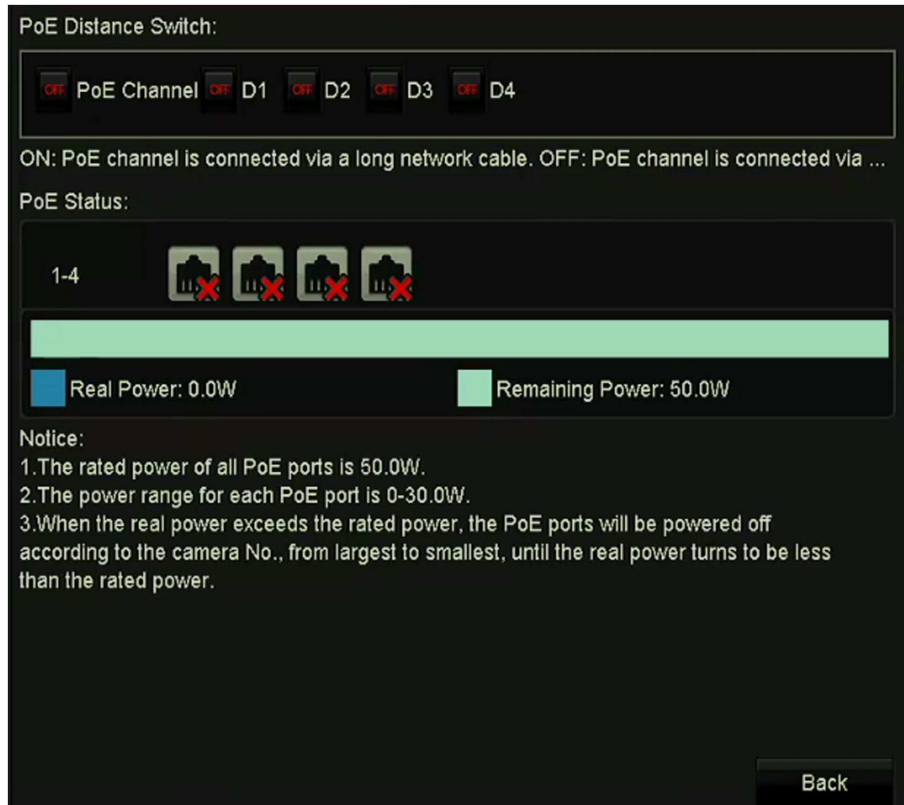 PoE Distance Switch:
OFF PoE Channel OFF D1 OFF D2 OFF D3 OFF D4
ON: PoE channel is connected via a long network cable. OFF: PoE channel is connected via ...
PoE Status:
1-4
Real Power: 0.0W Remaining Power: 50.0W
Notice:
1.The rated power of all PoE ports is 50.0W.
2.The power range for each PoE port is 0-30.0W.
3.When the real power exceeds the rated power, the PoE ports will be powered off
according to the camera No., from largest to smallest, until the real power turns to be less
than the rated power.
Back